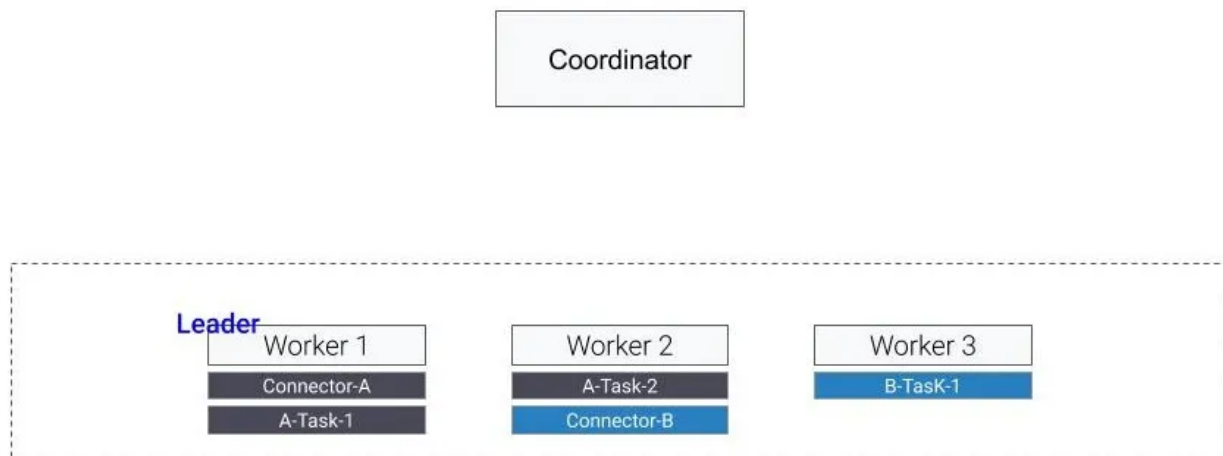 Coordinator
Leader
Worker 1
Worker 2
Worker 3
Connector-A
A-Task-2
B-TasK-1
A-Task-1
Connector-B